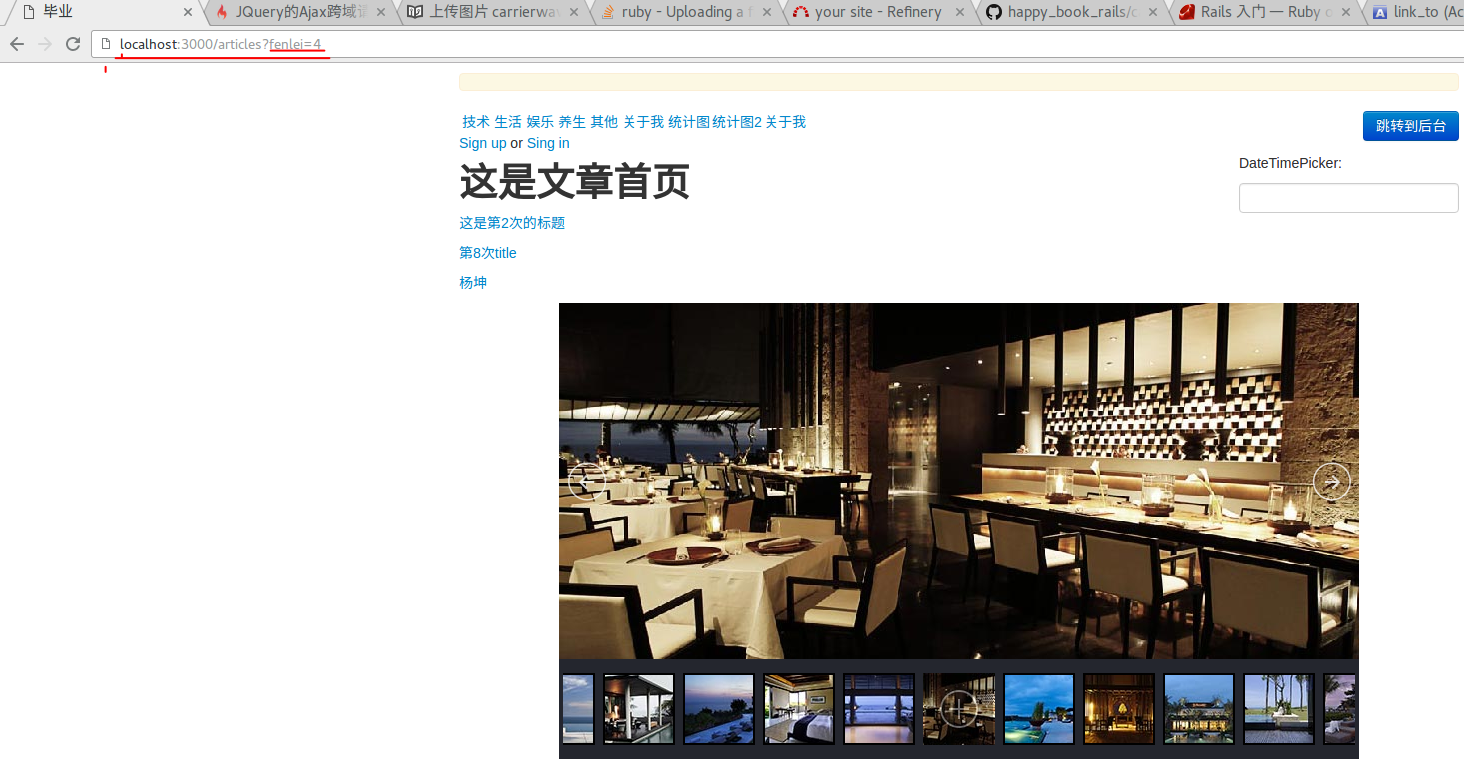 毕业
JQuery的Ajax跨域请
上传图片 carrierwav
ruby - Uploading a f
your site - Refinery
happy_book_rails/c
Rails 入门 — Ruby o
link_to (Ac
localhost:3000/articles?fenlei=4
技术 生活 娱乐 养生 其他 关于我 统计图 统计图2 关于我
跳转到后台
Sign up or Sing in
DateTimePicker:
这是文章首页
这是第2次的标题
第8次title
杨坤